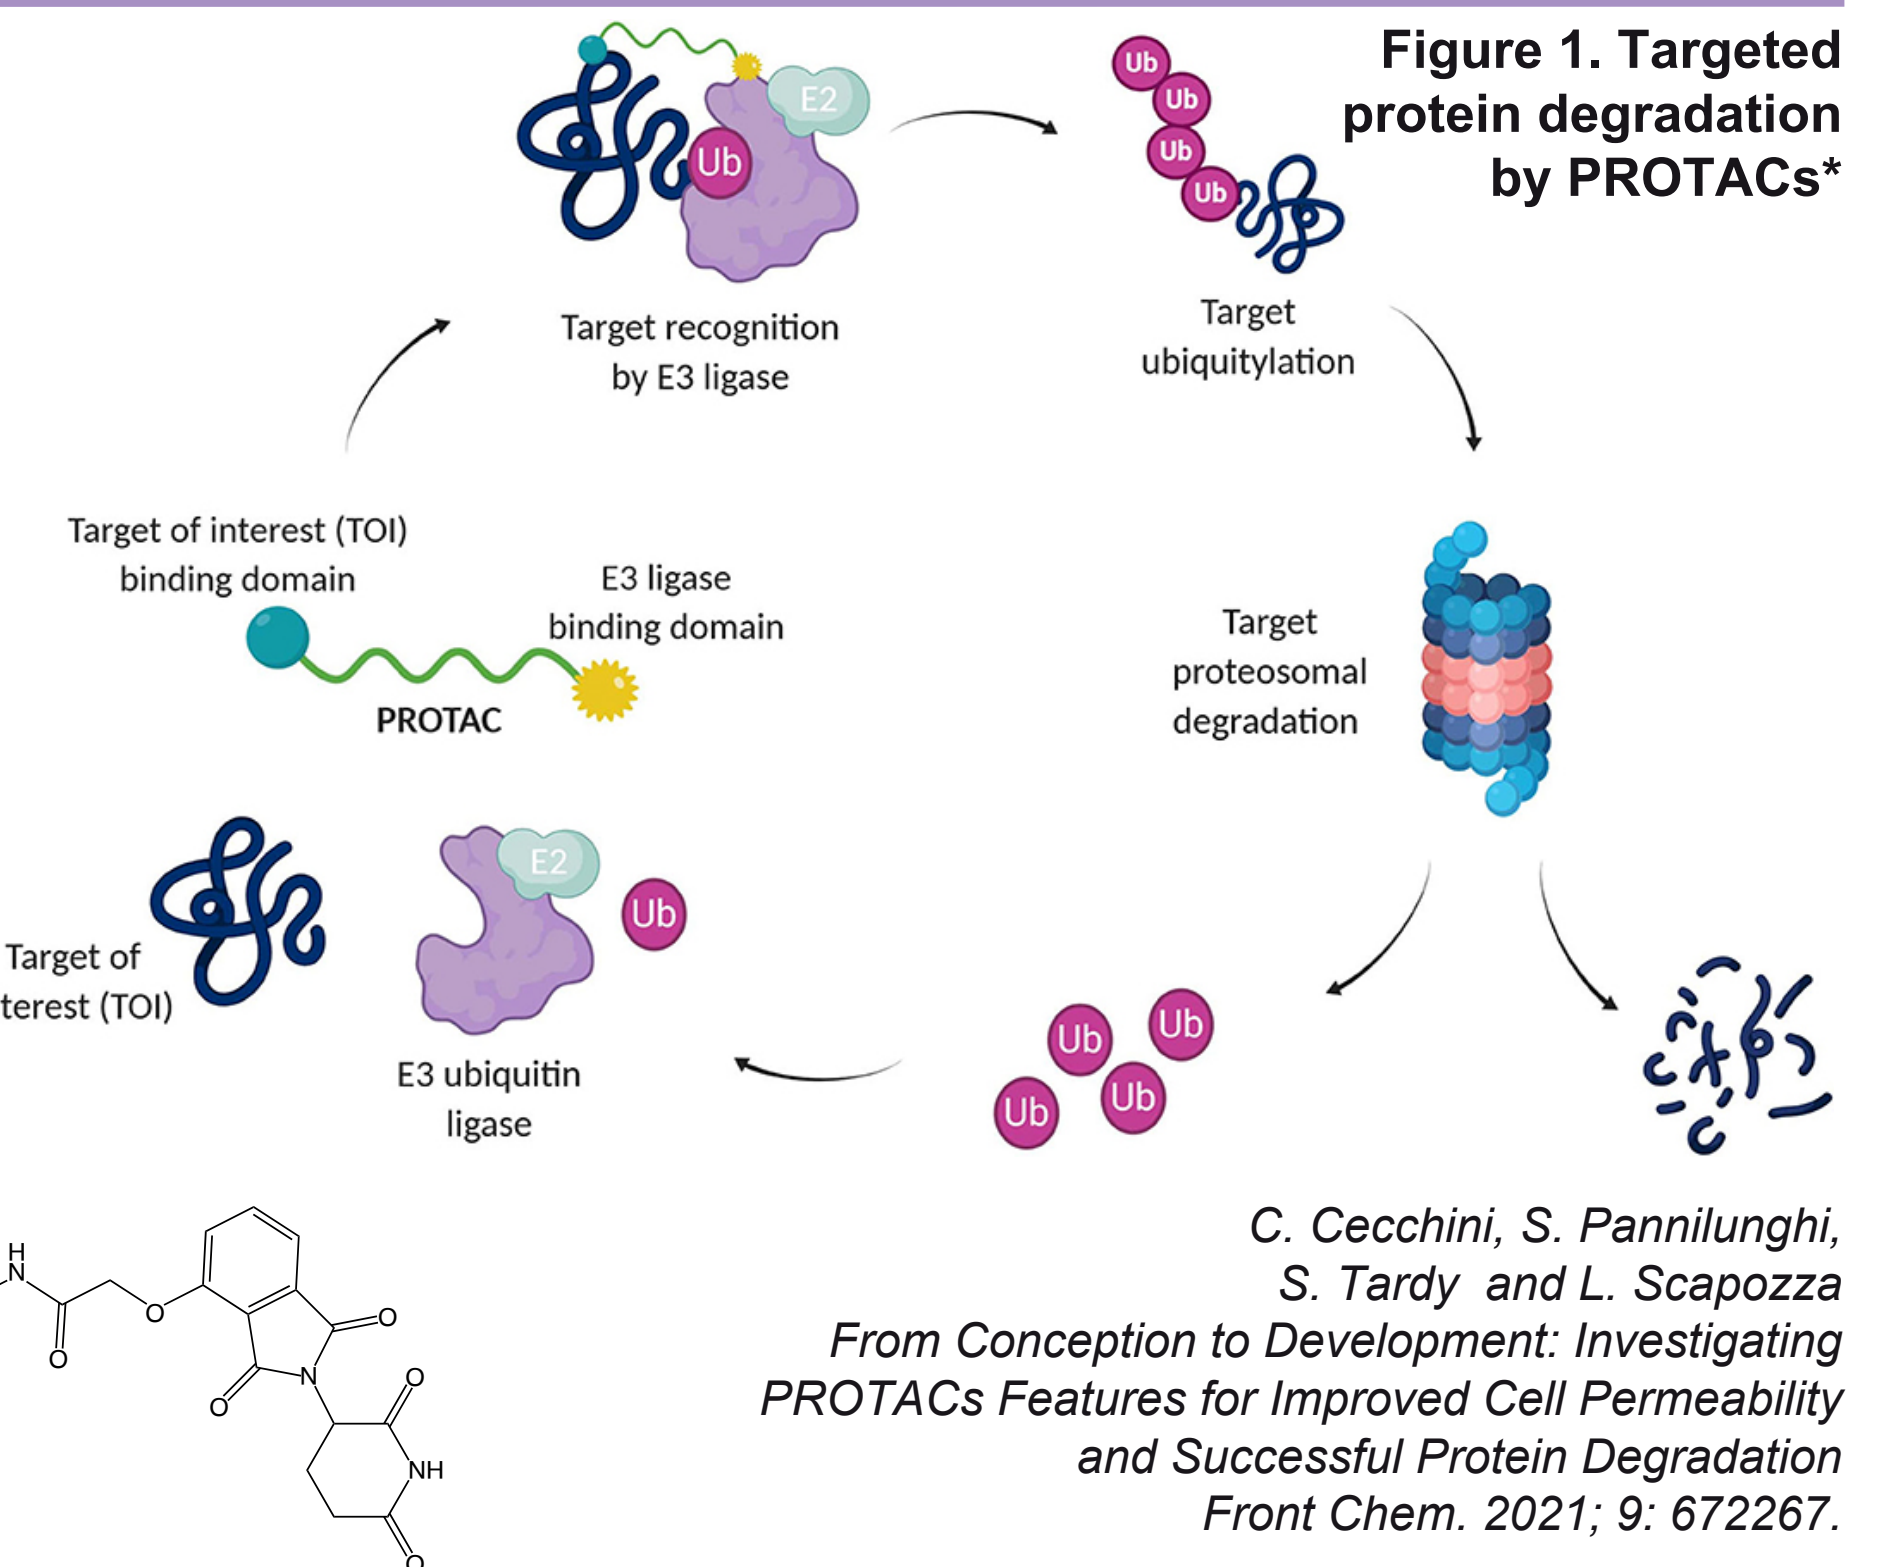 Figure 1. Targeted
protein degradation
by PROTACs*
E2
Ub
Target recognition
by E3 ligase
Ub
Ub
Ub
Ub
Target
ubiquitylation
Target of interest (TOI)
binding domain
E3 ligase
binding domain
PROTAC
Target
proteosomal
degradation
E2
Ub
Target of
terest (TOI)
E3 ubiquitin
ligase
Ub
Ub
Ub
Ub
H
N
O
O
O
O
N
O
O
NH
O
C. Cecchini, S. Pannilunghi,
S. Tardy and L. Scapozza
From Conception to Development: Investigating
PROTACs Features for Improved Cell Permeability
and Successful Protein Degradation
Front Chem. 2021; 9: 672267.